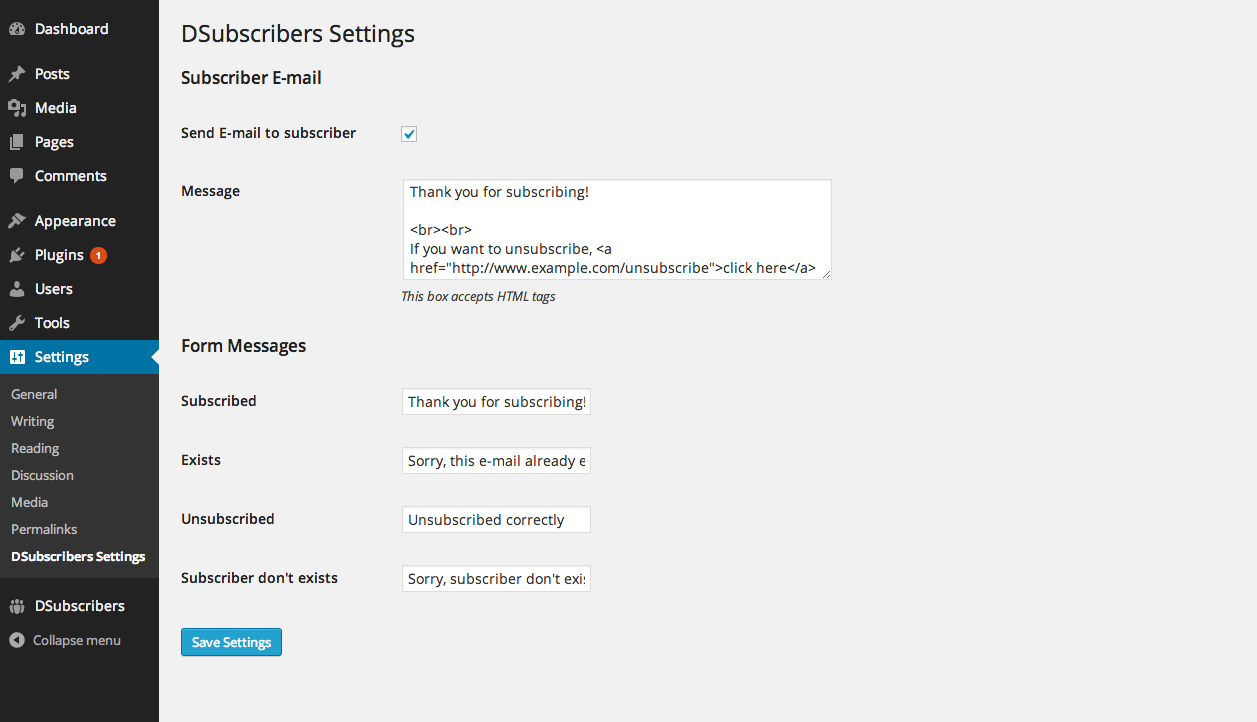 Dashboard
Posts
Media
Pages
Comments
Appearance
Plugins 1
Users
Tools
Settings
General
Writing
Reading
Discussion
Media
Permalinks
DSubscribers Settings
DSubscribers
Collapse menu
DSubscribers Settings
Subscriber E-mail
Send E-mail to subscriber
Message
Thank you for subscribing!
<br><br>
If you want to unsubscribe, <a
href="http://www.example.com/unsubscribe">click here</a>
This box accepts HTML tags
Form Messages
Subscribed
Thank you for subscribing!
Exists
Sorry, this e-mail already e
Unsubscribed
Unsubscribed correctly
Subscriber don't exists
Sorry, subscriber don't exi
Save Settings